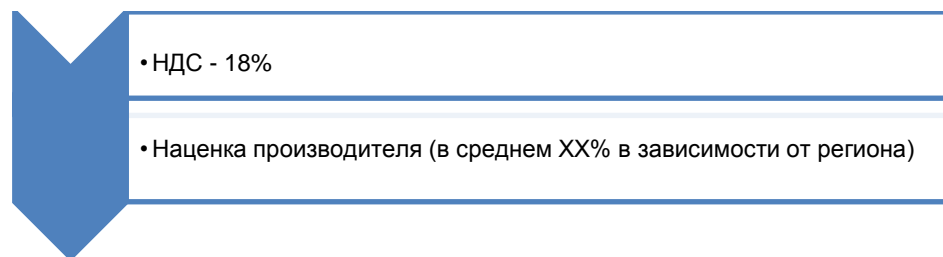 •НДС - 18%
•Наценка производителя (в среднем XX% в зависимости от региона)